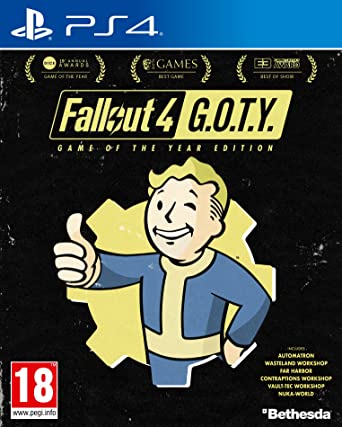 PS4
GAME OF THE YEAR
GAMES
BEST GAME
E3
BEST OF SHOW
Fallout 4 G.O.T.Y.
GAME OF THE YEAR EDITION
INCLUDES
AUTOMATRON
WASTELAND WORKSHOP
FAR HARBOR
CONTRAPTIONS WORKSHOP
VAULT-TEC WORKSHOP
NUKA-WORLD
18
www.pegi.info
Bethesda